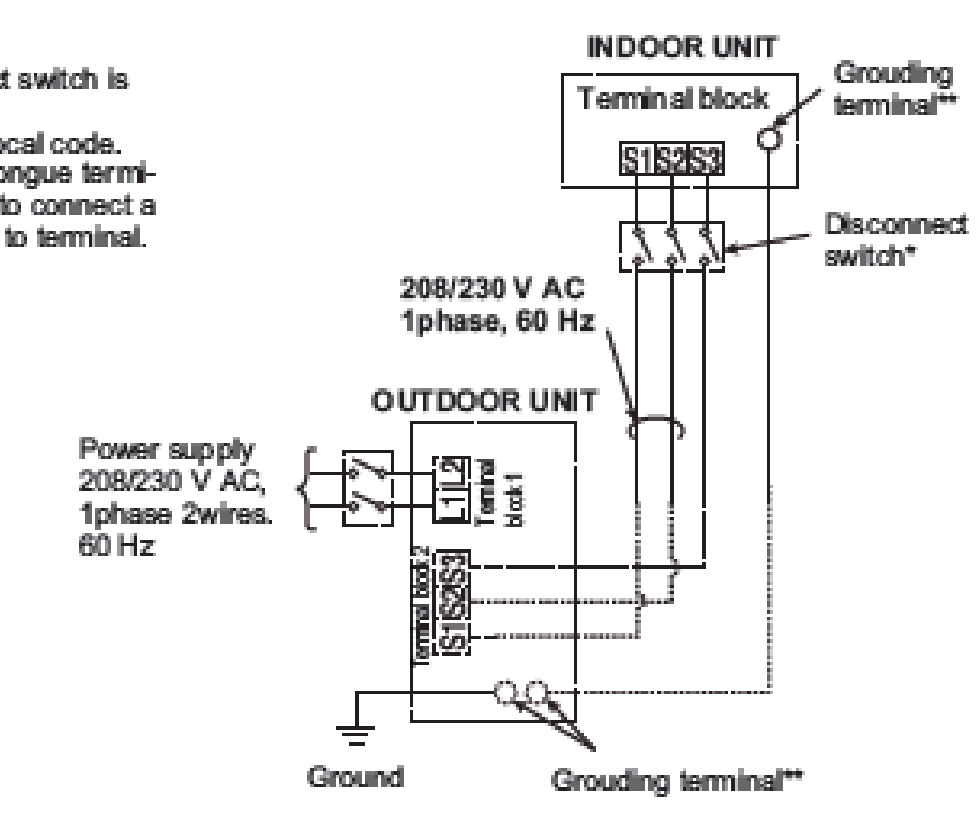 INDOOR UNIT
t switch is
Grouding
terminal**
Terminal block
ocal code.
ongue termi-
to connect a
to terminal.
S1 S2 S3
Disconnect
switch*
208/230 V AC
1phase, 60 Hz
OUTDOOR UNIT
Power supply
208/230 V AC,
1phase 2wires.
60 Hz
L1 L2
Terminal
block 1
Terminal block 2
S1 S2 S3
Ground
Grouding terminal**